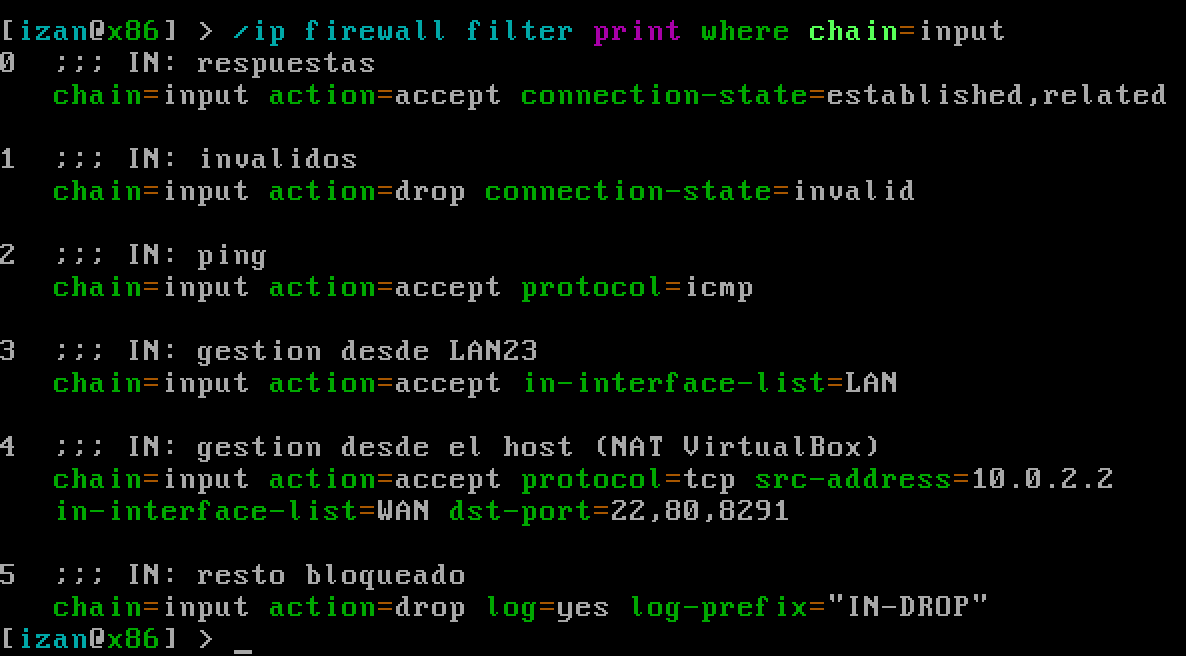 [izan@x86] > /ip firewall filter print where chain=input
0 ;;; IN: respuestas
chain=input action=accept connection-state=established,related
1 ;;; IN: invalidos
chain=input action=drop connection-state=invalid
2 ;;; IN: ping
chain=input action=accept protocol=icmp
3 ;;; IN: gestion desde LAN23
chain=input action=accept in-interface-list=LAN
4 ;;; IN: gestion desde el host (NAT VirtualBox)
chain=input action=accept protocol=tcp src-address=10.0.2.2
in-interface-list=WAN dst-port=22,80,8291
5 ;;; IN: resto bloqueado
chain=input action=drop log=yes log-prefix="IN-DROP"
[izan@x86] > _